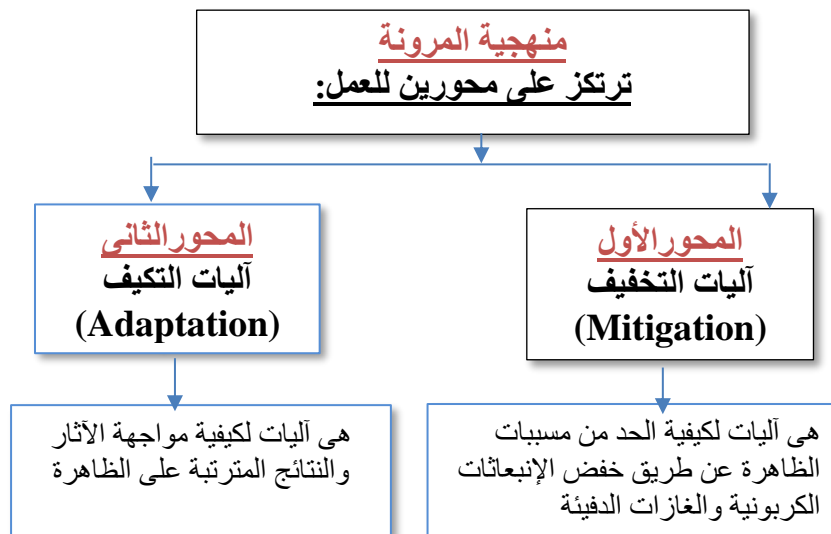 منهجية المرونة
ترتكز على محورين للعمل:
المحورالأول
آليات التخفيف
(Mitigation)
المحورالثانى
آليات التكيف
(Adaptation)
هى آليات لكيفية الحد من مسببات
الظاهرة عن طريق خفض الإنبعاثات
الكربونية والغازات الدفيئة
هى آليات لكيفية مواجهة الآثار
والنتائج المترتبة على الظاهرة